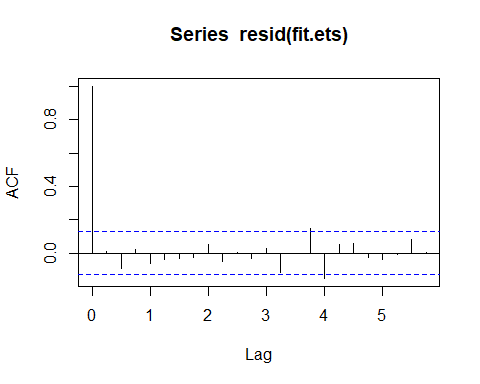 Series resid(fit.ets)
ACF
0.8
0.4
0.0
0 1 2 3 4 5
Lag